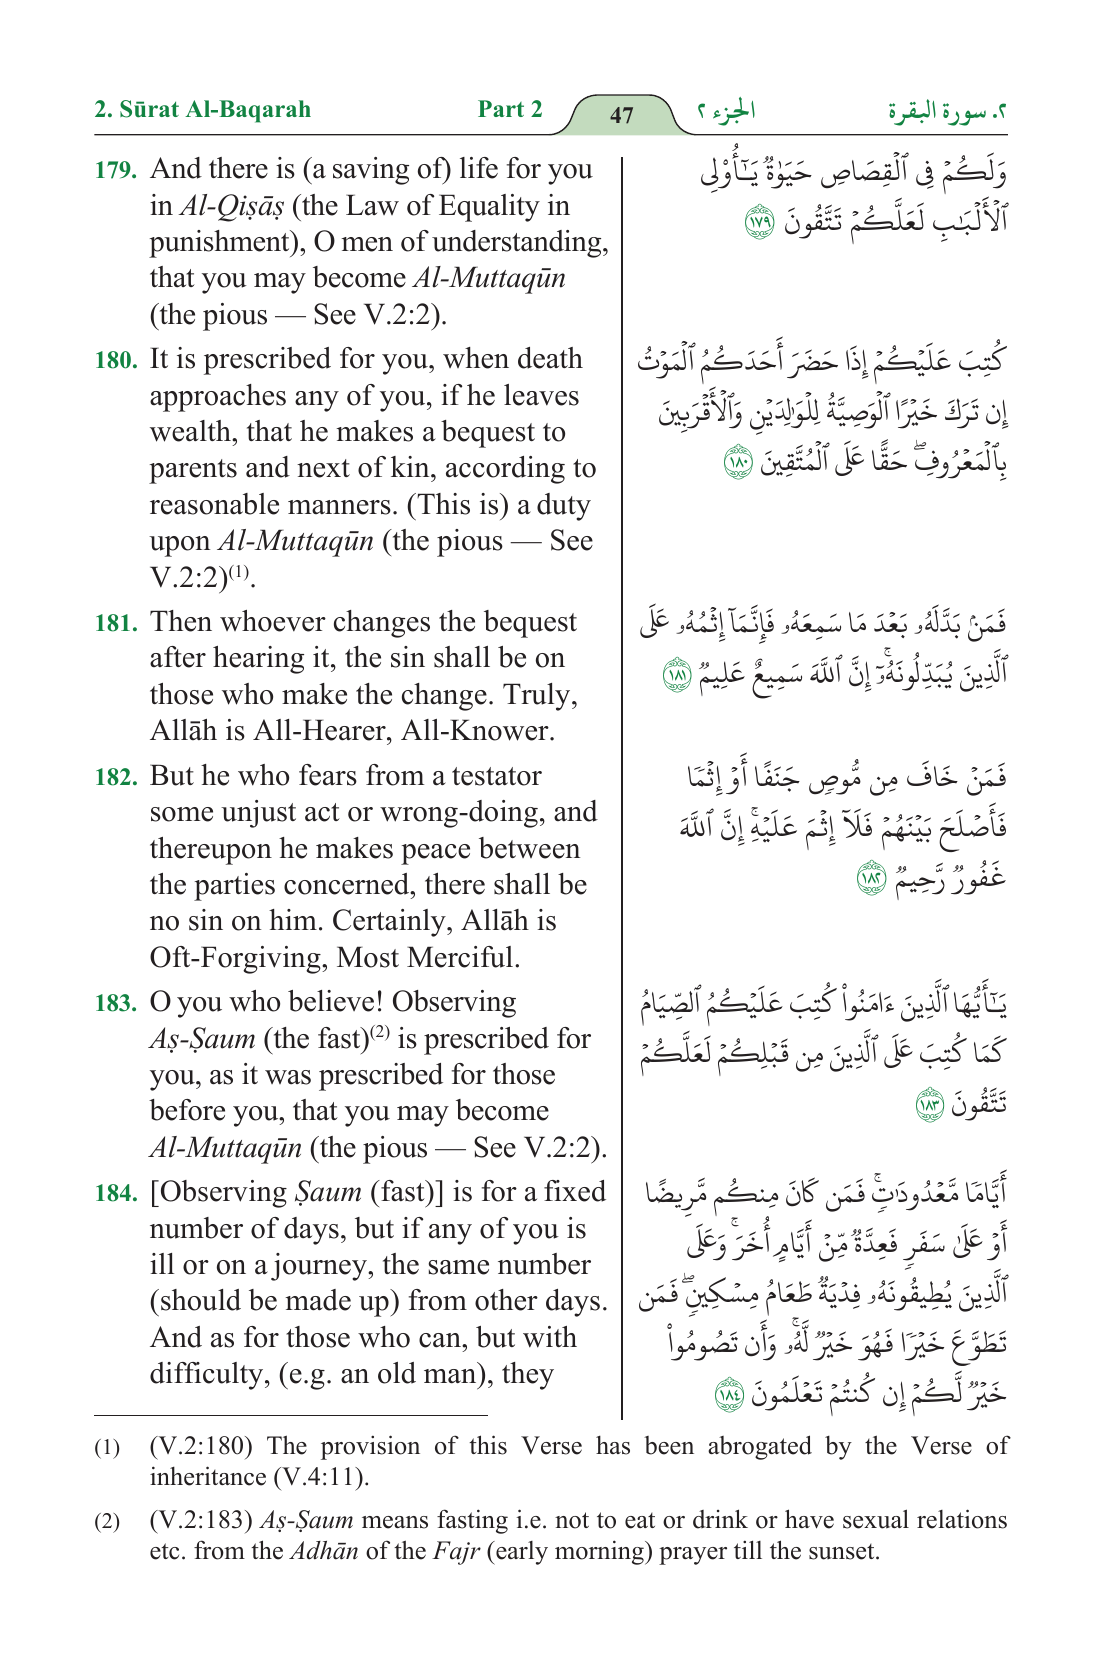 2. Sūrat Al-Baqarah Part 2 47 الجزء ٢ ٢. سورة البقرة
179. And there is (a saving of) life for you
in Al-Qiṣāṣ (the Law of Equality in
punishment), O men of understanding,
that you may become Al-Muttaqūn
(the pious — See V.2:2).
180. It is prescribed for you, when death
approaches any of you, if he leaves
wealth, that he makes a bequest to
parents and next of kin, according to
reasonable manners. (This is) a duty
upon Al-Muttaqūn (the pious — See
V.2:2)(1).
181. Then whoever changes the bequest
after hearing it, the sin shall be on
those who make the change. Truly,
Allāh is All-Hearer, All-Knower.
182. But he who fears from a testator
some unjust act or wrong-doing, and
thereupon he makes peace between
the parties concerned, there shall be
no sin on him. Certainly, Allāh is
Oft-Forgiving, Most Merciful.
183. O you who believe! Observing
Aṣ-Ṣaum (the fast)(2) is prescribed for
you, as it was prescribed for those
before you, that you may become
Al-Muttaqūn (the pious — See V.2:2).
184. [Observing Ṣaum (fast)] is for a fixed
number of days, but if any of you is
ill or on a journey, the same number
(should be made up) from other days.
And as for those who can, but with
difficulty, (e.g. an old man), they
وَلَكُمْ فِى ٱلْقِصَاصِ حَيَوٰةٌ يَـٰٓأُو۟لِى
ٱلْأَلْبَـٰبِ لَعَلَّكُمْ تَتَّقُونَ ١٧٩
كُتِبَ عَلَيْكُمْ إِذَا حَضَرَ أَحَدَكُمُ ٱلْمَوْتُ
إِن تَرَكَ خَيْرًا ٱلْوَصِيَّةُ لِلْوَٰلِدَيْنِ وَٱلْأَقْرَبِينَ
بِٱلْمَعْرُوفِ ۖ حَقًّا عَلَى ٱلْمُتَّقِينَ ١٨٠
فَمَنۢ بَدَّلَهُۥ بَعْدَ مَا سَمِعَهُۥ فَإِنَّمَآ إِثْمُهُۥ عَلَى
ٱلَّذِينَ يُبَدِّلُونَهُۥٓ ۚ إِنَّ ٱللَّهَ سَمِيعٌ عَلِيمٌ ١٨١
فَمَنْ خَافَ مِن مُّوصٍ جَنَفًا أَوْ إِثْمًا
فَأَصْلَحَ بَيْنَهُمْ فَلَآ إِثْمَ عَلَيْهِ ۚ إِنَّ ٱللَّهَ
غَفُورٌ رَّحِيمٌ ١٨٢
يَـٰٓأَيُّهَا ٱلَّذِينَ ءَامَنُوا۟ كُتِبَ عَلَيْكُمُ ٱلصِّيَامُ
كَمَا كُتِبَ عَلَى ٱلَّذِينَ مِن قَبْلِكُمْ لَعَلَّكُمْ
تَتَّقُونَ ١٨٣
أَيَّامًا مَّعْدُودَٰتٍ ۚ فَمَن كَانَ مِنكُم مَّرِيضًا
أَوْ عَلَىٰ سَفَرٍ فَعِدَّةٌ مِّنْ أَيَّامٍ أُخَرَ ۚ وَعَلَى
ٱلَّذِينَ يُطِيقُونَهُۥ فِدْيَةٌ طَعَامُ مِسْكِينٍ ۖ فَمَن
تَطَوَّعَ خَيْرًا فَهُوَ خَيْرٌ لَّهُۥ ۚ وَأَن تَصُومُوا۟
خَيْرٌ لَّكُمْ إِن كُنتُمْ تَعْلَمُونَ ١٨٤
(1) (V.2:180) The provision of this Verse has been abrogated by the Verse of
inheritance (V.4:11).
(2) (V.2:183) Aṣ-Ṣaum means fasting i.e. not to eat or drink or have sexual relations
etc. from the Adhān of the Fajr (early morning) prayer till the sunset.